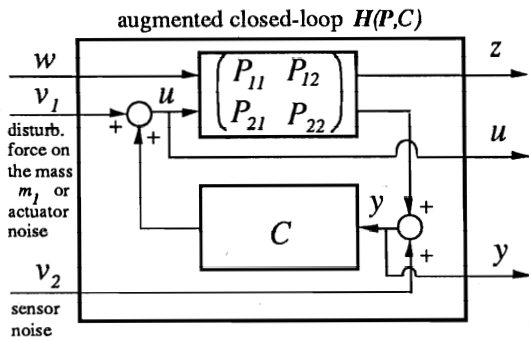 augmented closed-loop H(P,C)
w
z
P11 P12
P21 P22
v1
u
+
+
u
disturb.
force on
the mass
m1 or
actuator
noise
C
y
+
+
y
v2
sensor
noise